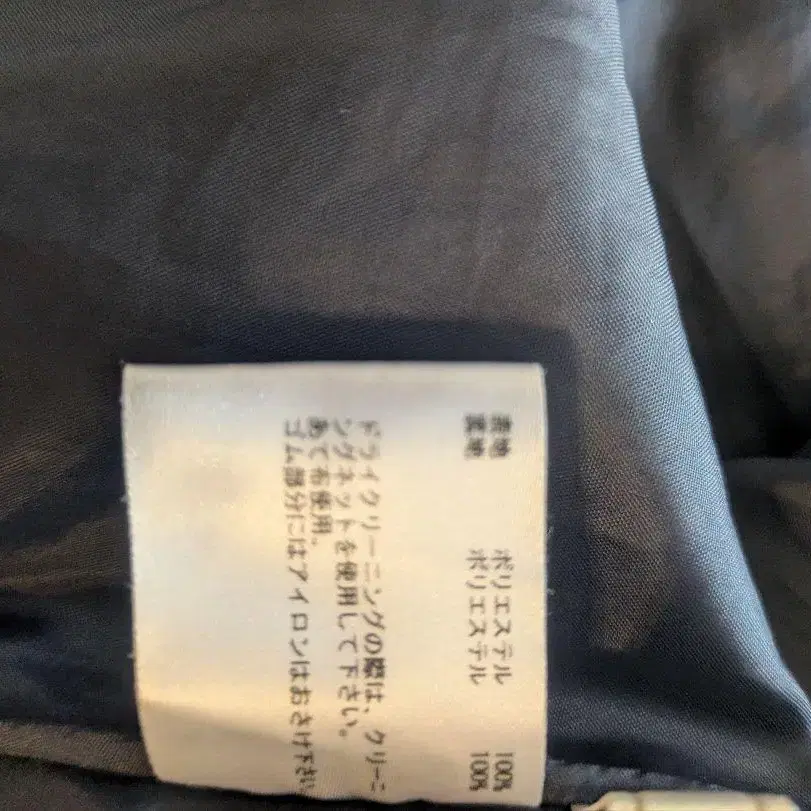 表地 ポリエステル 100%
裏地 ポリエステル 100%
ドライクリーニングの際は、クリーニ
ングネットを使用して下さい。
あて布使用。
ゴム部分にはアイロンはおさけ下さい